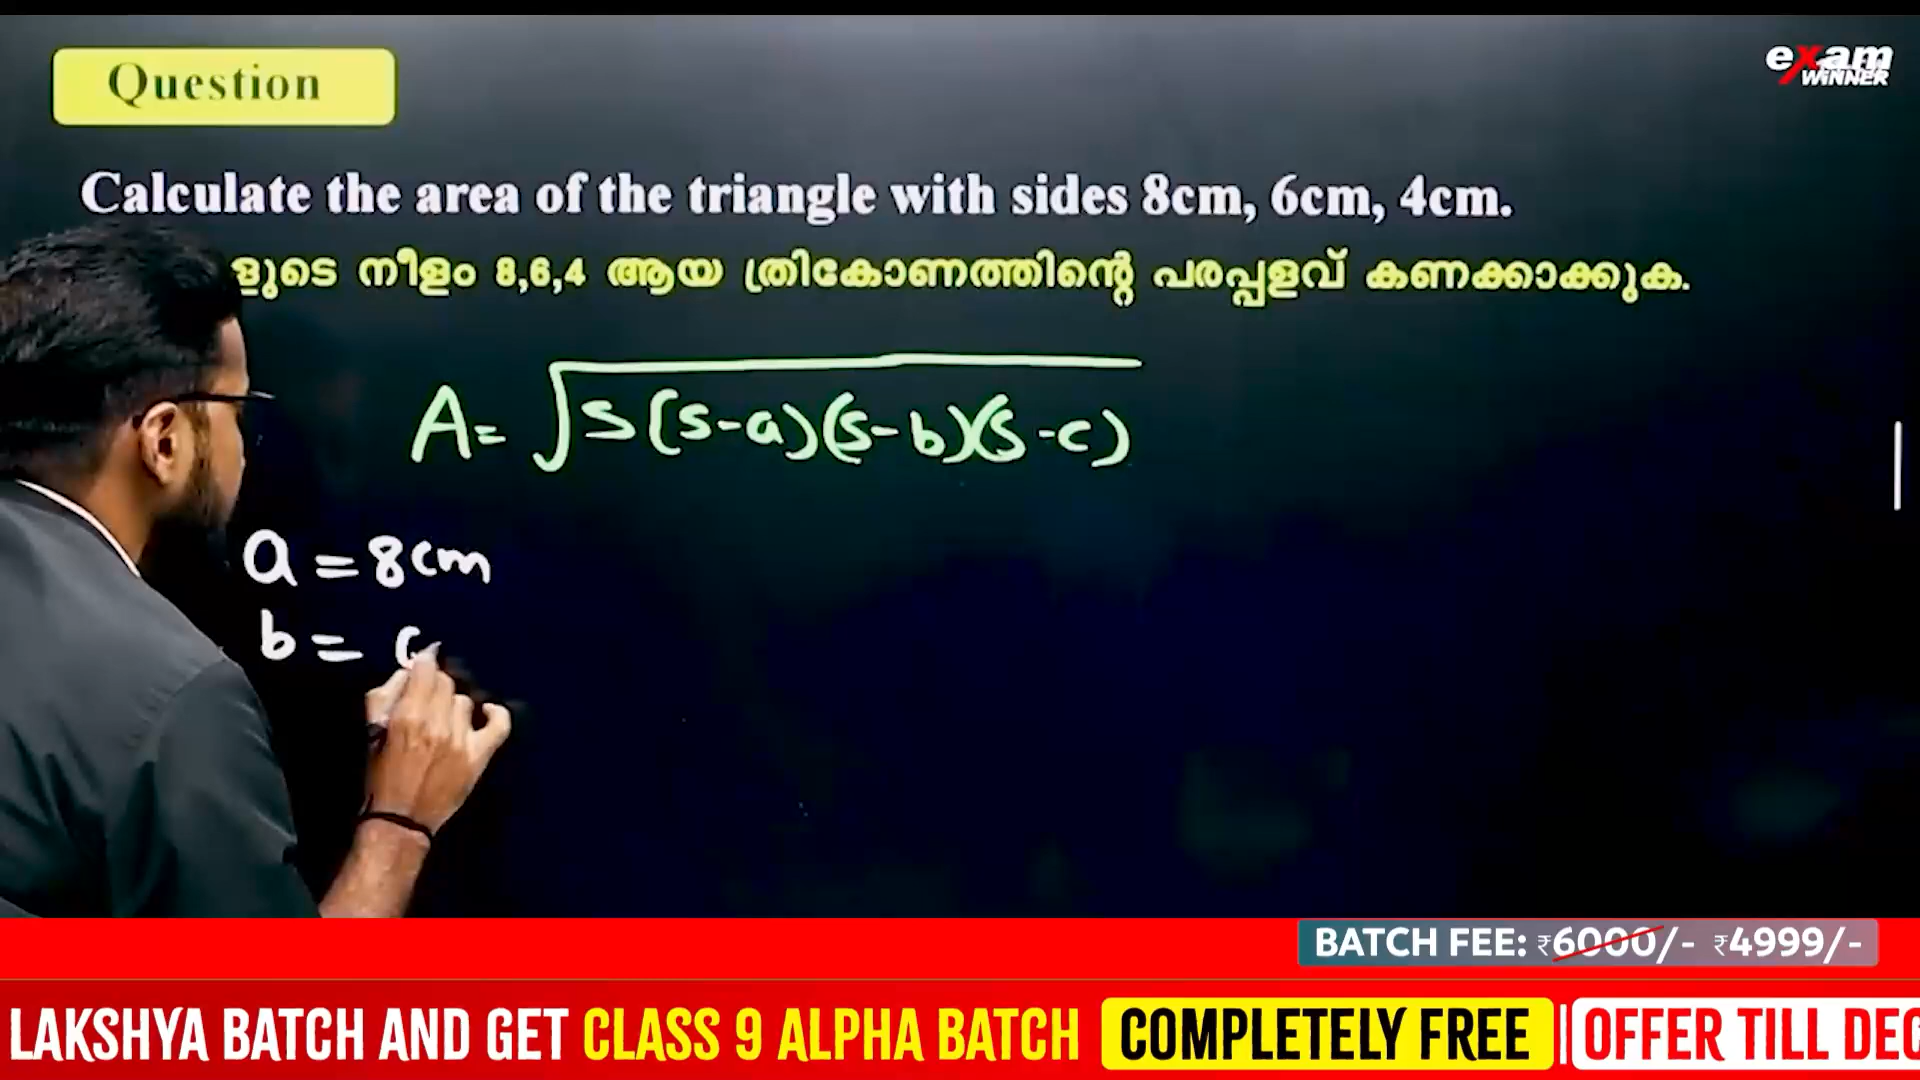 Question
exam
WINNER
Calculate the area of the triangle with sides 8cm, 6cm, 4cm.
ളുടെ നീളം 8,6,4 ആയ ത്രികോണത്തിന്റെ പരപ്പളവ് കണക്കാക്കുക.
A= √s(s-a)(s-b)(s-c)
a = 8cm
b =
BATCH FEE: ₹6000/- ₹4999/-
LAKSHYA BATCH AND GET CLASS 9 ALPHA BATCH COMPLETELY FREE || OFFER TILL DEC